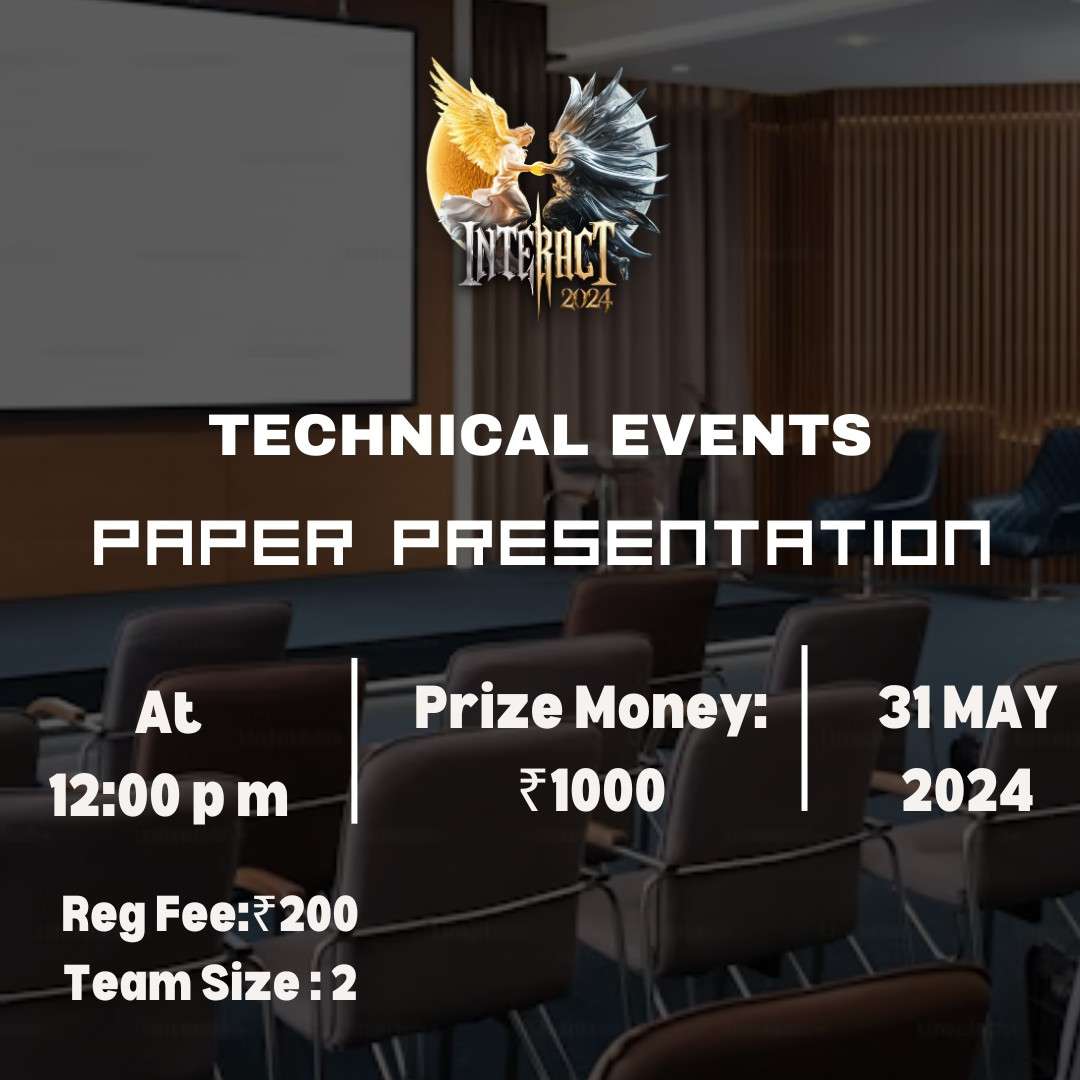 INTERACT
2024
TECHNICAL EVENTS
PAPER PRESENTATION
At
12:00 p m
Prize Money:
₹1000
31 MAY
2024
Reg Fee:₹200
Team Size : 2